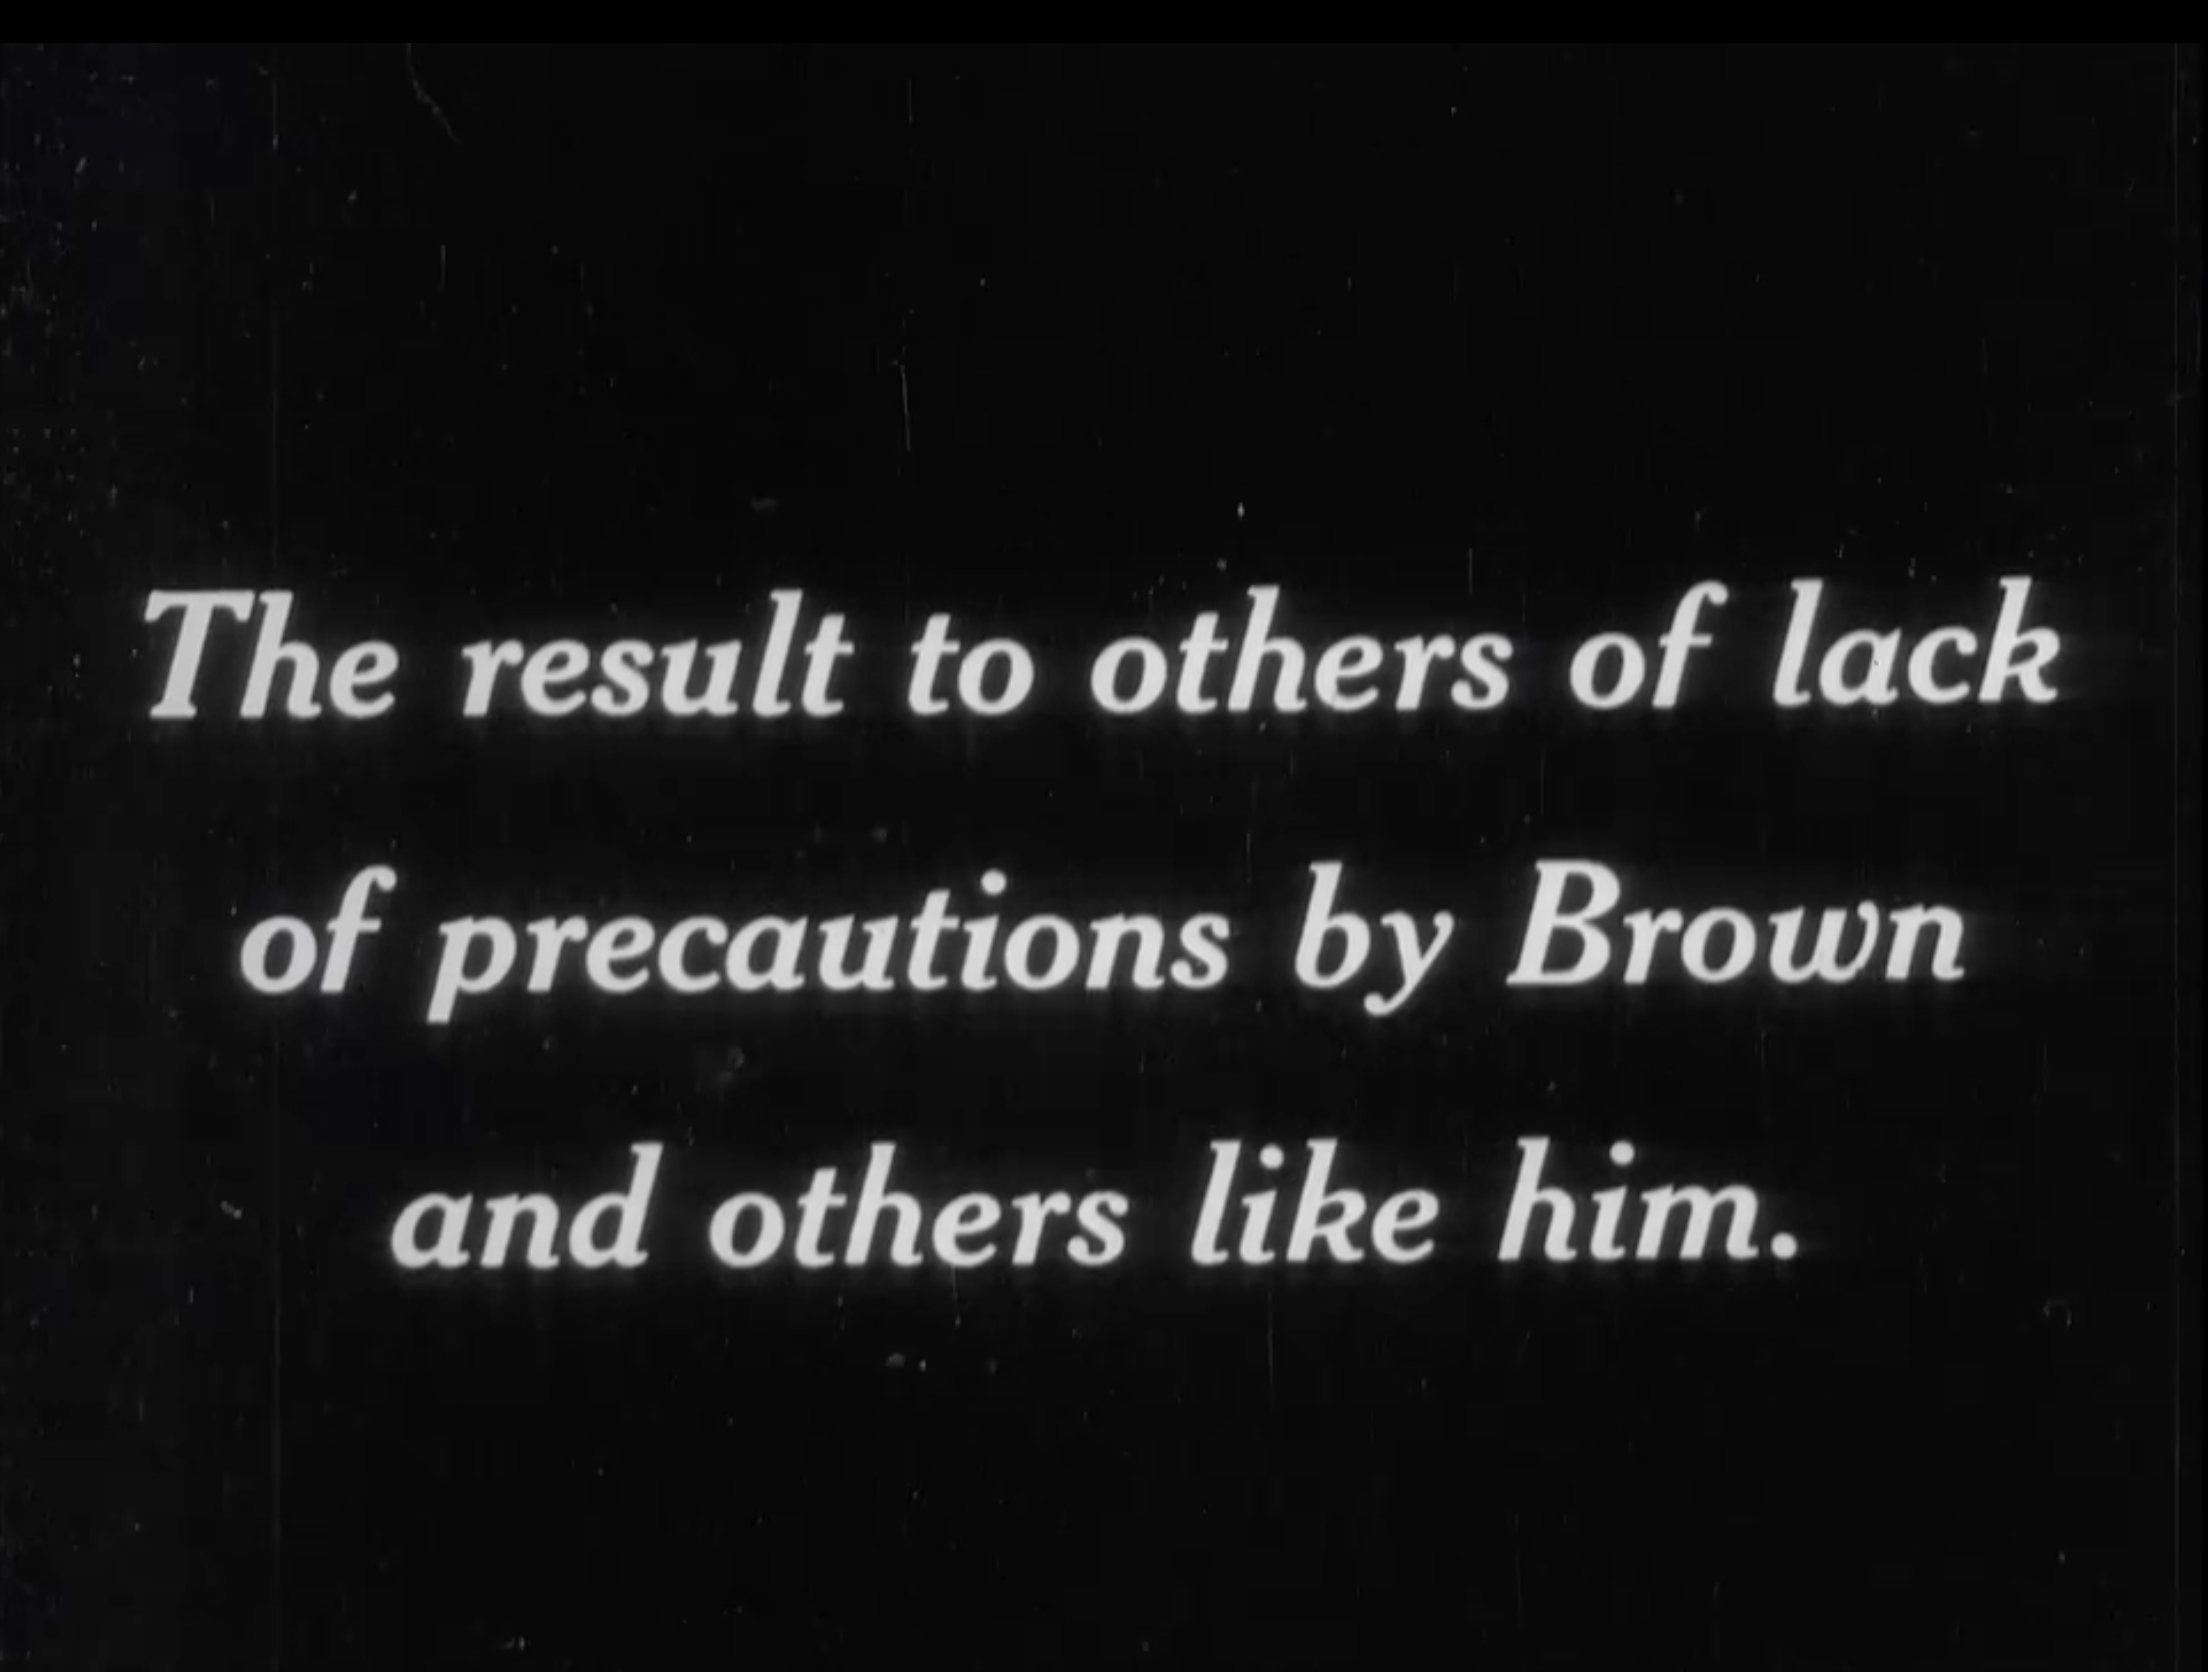 The result to others of lack
of precautions by Brown
and others like him.